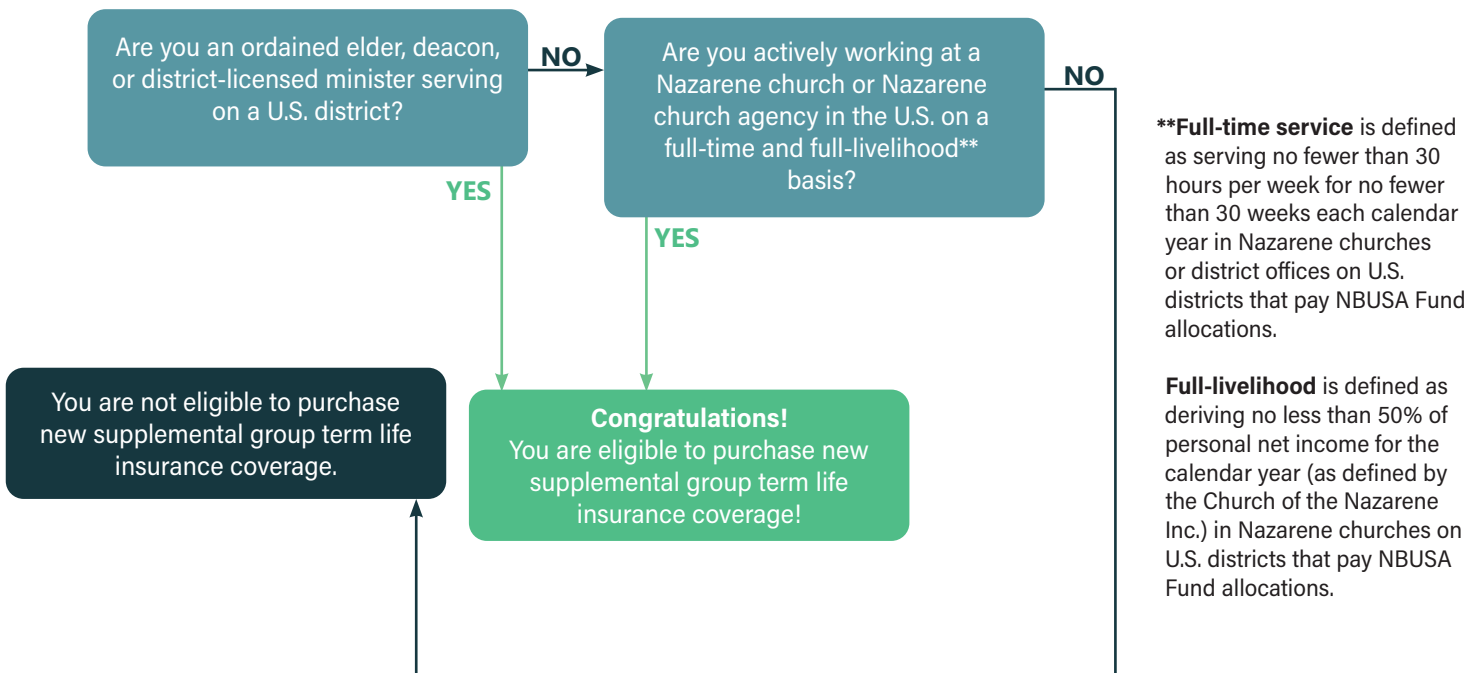 Are you an ordained elder, deacon,
or district-licensed minister serving
on a U.S. district?
NO
Are you actively working at a
Nazarene church or Nazarene
church agency in the U.S. on a
full-time and full-livelihood**
basis?
NO
YES
YES
You are not eligible to purchase
new supplemental group term life
insurance coverage.
Congratulations!
You are eligible to purchase new
supplemental group term life
insurance coverage!
**Full-time service is defined
as serving no fewer than 30
hours per week for no fewer
than 30 weeks each calendar
year in Nazarene churches
or district offices on U.S.
districts that pay NBUSA Fund
allocations.
Full-livelihood is defined as
deriving no less than 50% of
personal net income for the
calendar year (as defined by
the Church of the Nazarene
Inc.) in Nazarene churches on
U.S. districts that pay NBUSA
Fund allocations.